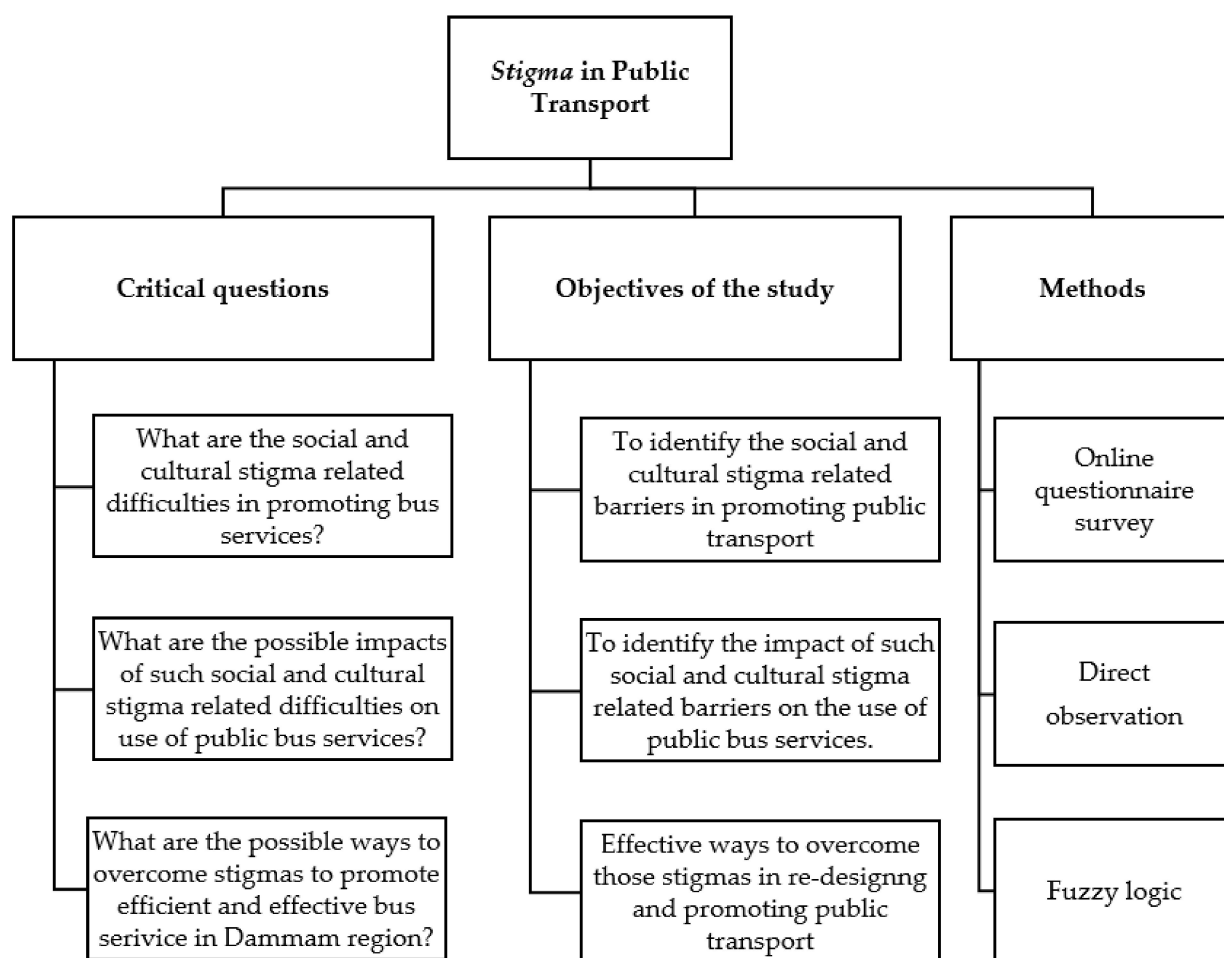 Stigma in Public
Transport
Critical questions
Objectives of the study
Methods
What are the social and
cultural stigma related
difficulties in promoting bus
services?
What are the possible impacts
of such social and cultural
stigma related difficulties on
use of public bus services?
What are the possible ways to
overcome stigmas to promote
efficient and effective bus
serivice in Dammam region?
To identify the social and
cultural stigma related
barriers in promoting public
transport
To identify the impact of such
social and cultural stigma
related barriers on the use of
public bus services.
Effective ways to overcome
those stigmas in re-designng
and promoting public
transport
Online
questionnaire
survey
Direct
observation
Fuzzy logic